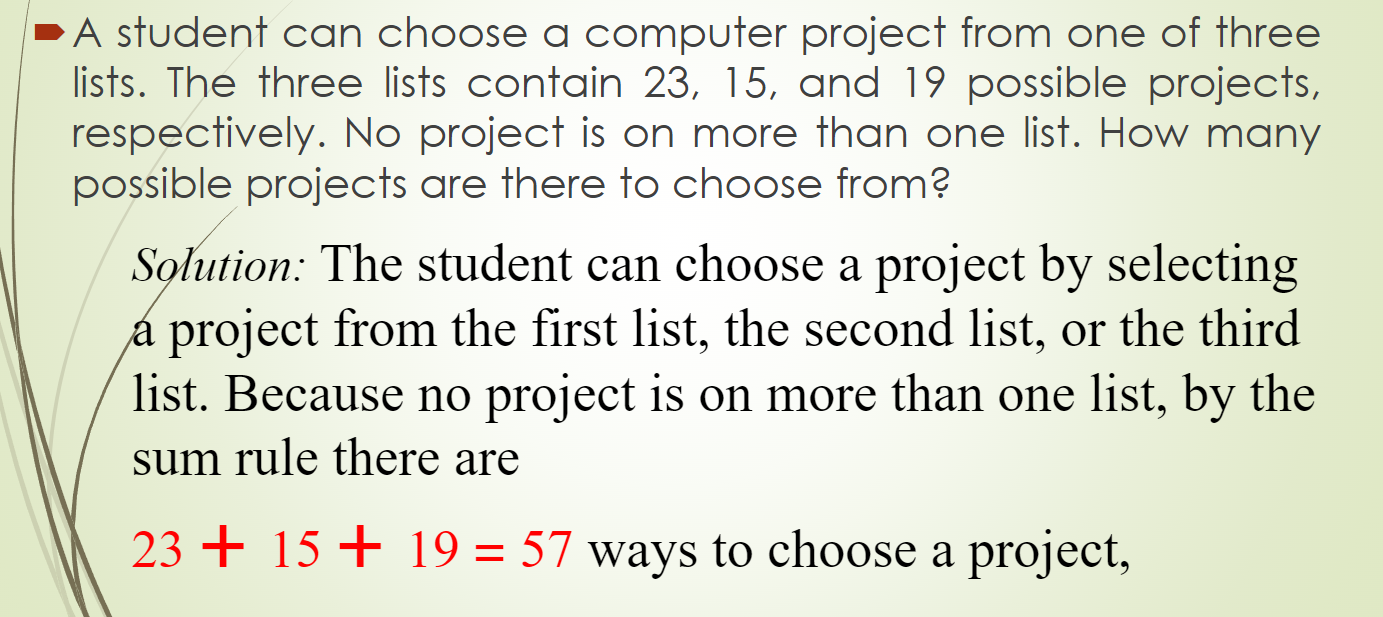 A student can choose a computer project from one of three
lists. The three lists contain 23, 15, and 19 possible projects,
respectively. No project is on more than one list. How many
possible projects are there to choose from?
Solution: The student can choose a project by selecting
a project from the first list, the second list, or the third
list. Because no project is on more than one list, by the
sum rule there are
23 + 15 + 19 = 57 ways to choose a project,